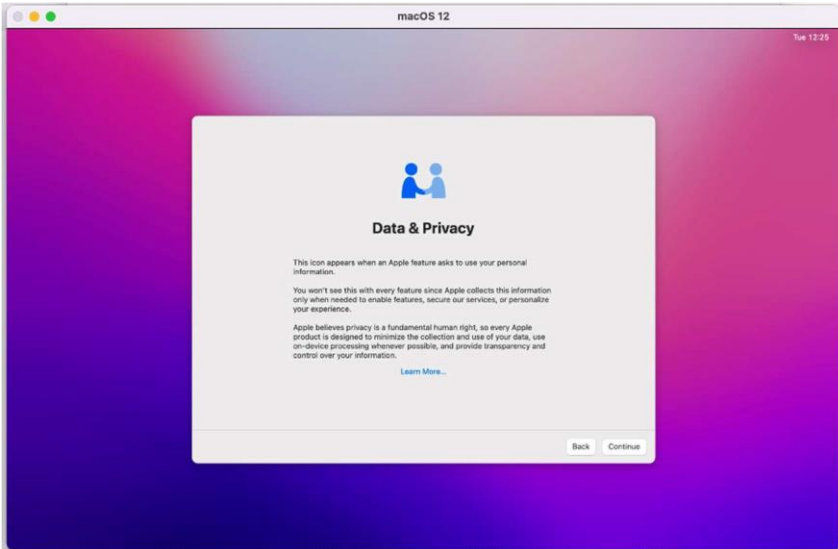 macOS 12
Tue 12:25
Data & Privacy
This icon appears when an Apple feature asks to use your personal
information.
You won't see this with every feature since Apple collects this information
only when needed to enable features, secure our services, or personalize
your experience.
Apple believes privacy is a fundamental human right, so every Apple
product is designed to minimize the collection and use of your data, use
on-device processing whenever possible, and provide transparency and
control over your information.
Learn More...
Back Continue